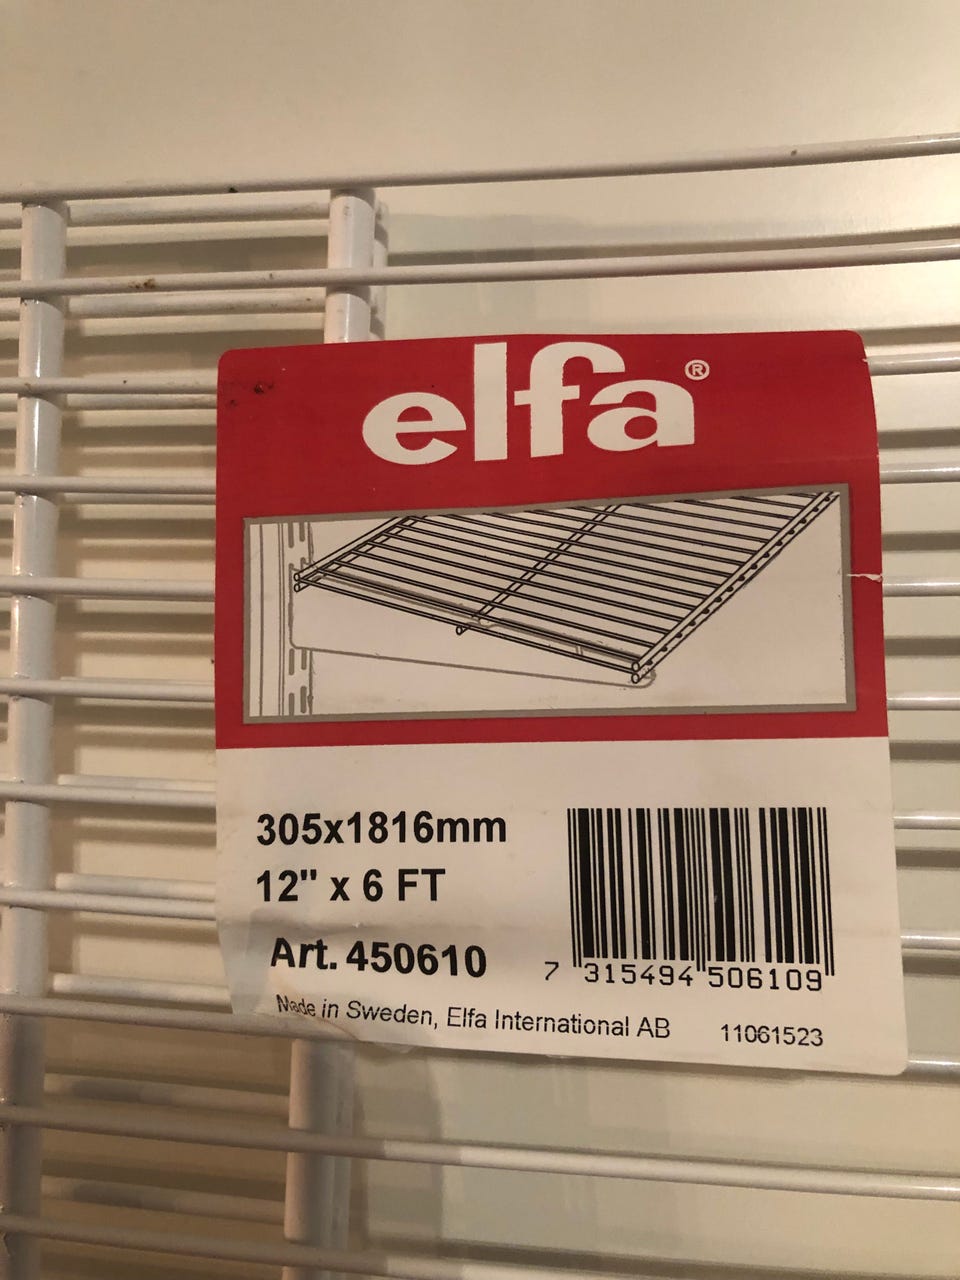 elfa®
305x1816mm
12" x 6 FT
Art. 450610
7 315494 506109
Made in Sweden, Elfa International AB 11061523